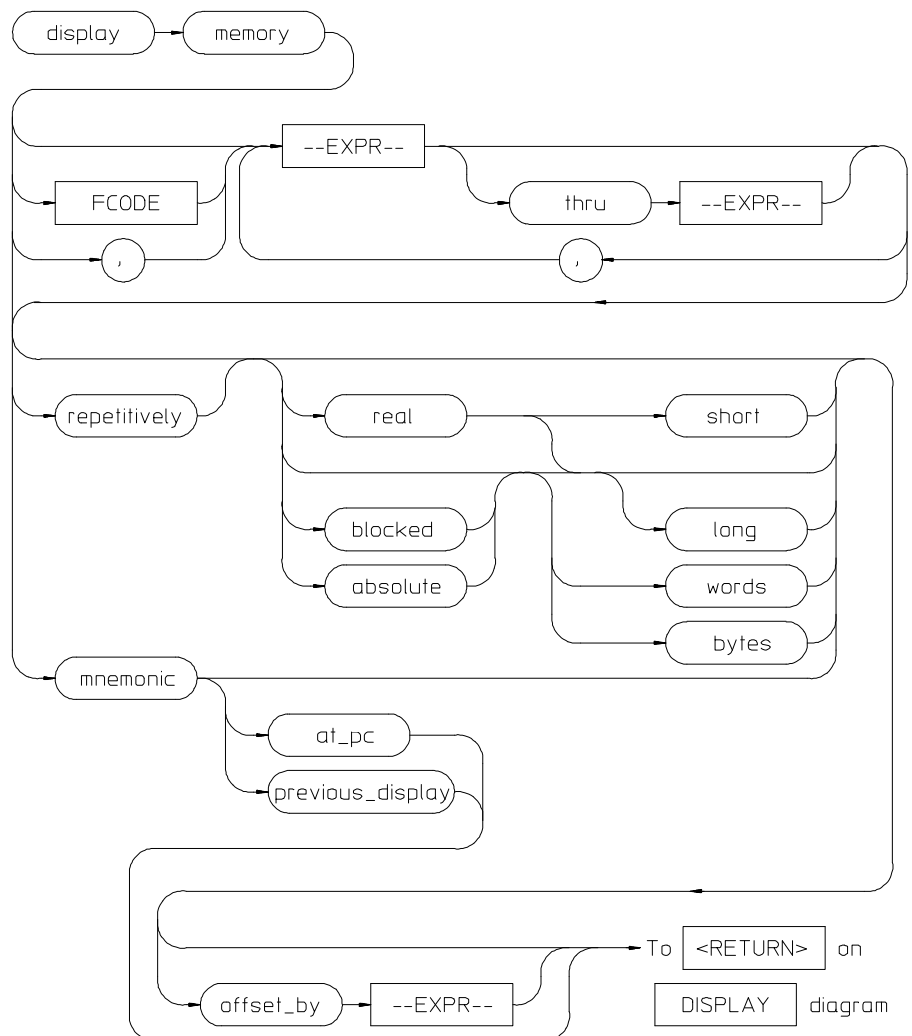 display memory
--EXPR--
FCODE thru --EXPR--
, ,
repetitively real short
blocked long
absolute words
bytes
mnemonic
at_pc
previous_display
To <RETURN> on
offset_by --EXPR-- DISPLAY diagram